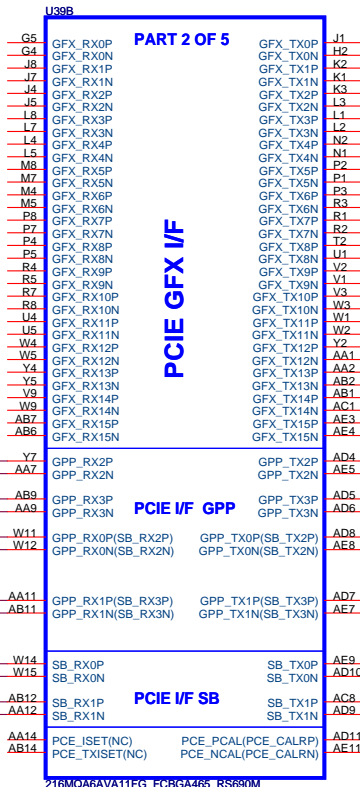 U39B
PART 2 OF 5
G5 GFX_RX0P GFX_TX0P J1
G4 GFX_RX0N GFX_TX0N H2
J8 GFX_RX1P GFX_TX1P K2
J7 GFX_RX1N GFX_TX1N K1
J4 GFX_RX2P GFX_TX2P K3
J5 GFX_RX2N GFX_TX2N L3
L8 GFX_RX3P GFX_TX3P L1
L7 GFX_RX3N GFX_TX3N L2
L4 GFX_RX4P GFX_TX4P N2
L5 GFX_RX4N GFX_TX4N N1
M8 GFX_RX5P GFX_TX5P P2
M7 GFX_RX5N GFX_TX5N P1
M4 GFX_RX6P GFX_TX6P P3
M5 GFX_RX6N GFX_TX6N R3
P8 GFX_RX7P GFX_TX7P R1
P7 GFX_RX7N GFX_TX7N R2
P4 GFX_RX8P GFX_TX8P T2
P5 GFX_RX8N GFX_TX8N U1
R4 GFX_RX9P GFX_TX9P V2
R5 GFX_RX9N GFX_TX9N V1
R7 GFX_RX10P GFX_TX10P V3
R8 GFX_RX10N GFX_TX10N W3
U4 GFX_RX11P GFX_TX11P W1
U5 GFX_RX11N GFX_TX11N W2
W4 GFX_RX12P GFX_TX12P Y2
W5 GFX_RX12N GFX_TX12N AA1
Y4 GFX_RX13P GFX_TX13P AA2
Y5 GFX_RX13N GFX_TX13N AB2
V9 GFX_RX14P GFX_TX14P AB1
W9 GFX_RX14N GFX_TX14N AC1
AB7 GFX_RX15P GFX_TX15P AE3
AB6 GFX_RX15N GFX_TX15N AE4
PCIE GFX I/F
Y7 GPP_RX2P GPP_TX2P AD4
AA7 GPP_RX2N GPP_TX2N AE5
AB9 GPP_RX3P GPP_TX3P AD5
AA9 GPP_RX3N GPP_TX3N AD6
PCIE I/F GPP
W11 GPP_RX0P(SB_RX2P) GPP_TX0P(SB_TX2P) AD8
W12 GPP_RX0N(SB_RX2N) GPP_TX0N(SB_TX2N) AE8
AA11 GPP_RX1P(SB_RX3P) GPP_TX1P(SB_TX3P) AD7
AB11 GPP_RX1N(SB_RX3N) GPP_TX1N(SB_TX3N) AE7
W14 SB_RX0P SB_TX0P AE9
W15 SB_RX0N SB_TX0N AD10
AB12 SB_RX1P SB_TX1P AC8
AA12 SB_RX1N SB_TX1N AD9
PCIE I/F SB
AA14 PCE_ISET(NC) PCE_PCAL(PCE_CALRP) AD11
AB14 PCE_TXISET(NC) PCE_NCAL(PCE_CALRN) AE11
216MQA6AVA11FG_FCBGA465_RS690M